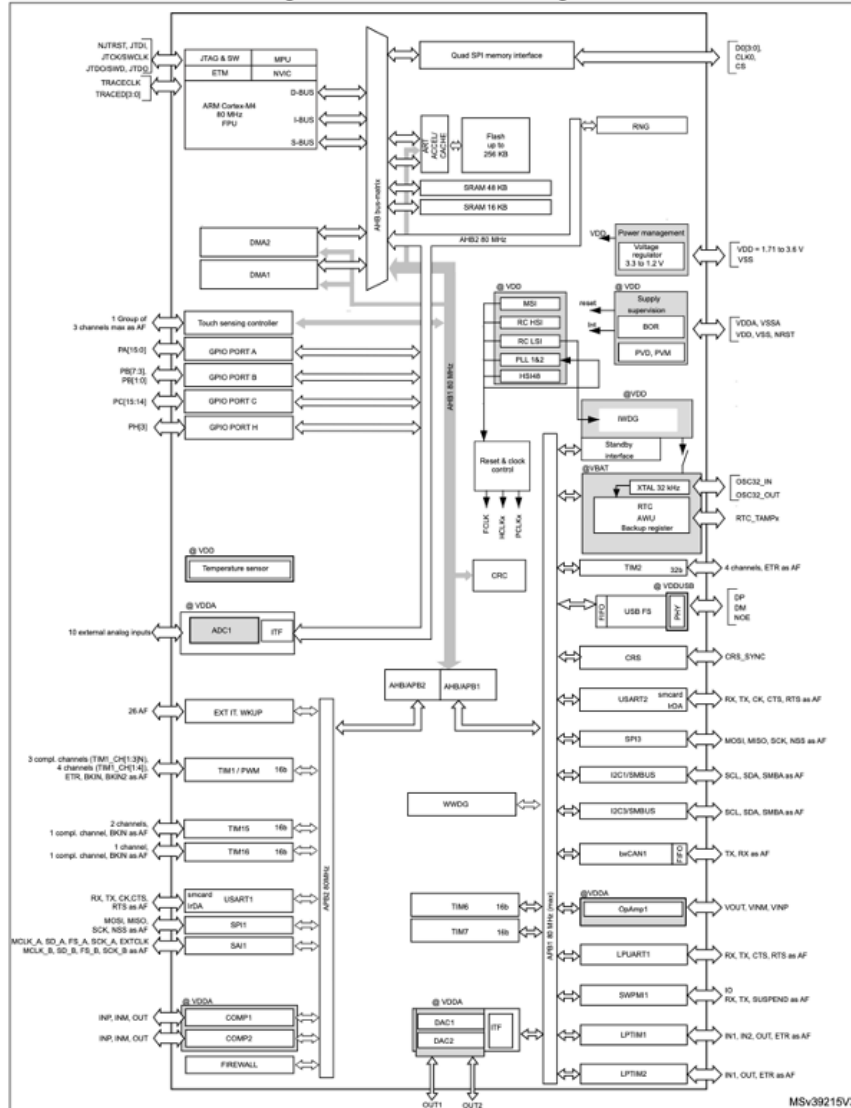 NJTRST, JTDI,
JTCK/SWCLK
JTDO/SWD, JTDO
TRACECLK
TRACED[3:0]
JTAG & SW
MPU
ETM
NVIC
ARM Cortex-M4
80 MHz
FPU
D-BUS
I-BUS
S-BUS
AHB bus-matrix
Quad SPI memory interface
D0[3:0],
CLK0,
CS
ART
ACCEL/
CACHE
Flash
up to
256 KB
RNG
SRAM 48 KB
SRAM 16 KB
AHB2 80 MHz
DMA2
DMA1
VDD
Power management
Voltage
regulator
3.3 to 1.2 V
VDD = 1.71 to 3.6 V
VSS
@ VDD
MSI
RC HSI
RC LSI
PLL 1&2
HSI48
@ VDD
reset
Int
Supply
supervision
BOR
PVD, PVM
VDDA, VSSA
VDD, VSS, NRST
1 Group of
3 channels max as AF
Touch sensing controller
PA[15:0]
GPIO PORT A
PB[7:3],
PB[1:0]
GPIO PORT B
PC[15:14]
GPIO PORT C
PH[3]
GPIO PORT H
AHB1 80 MHz
@VDD
IWDG
Standby
interface
Reset & clock
control
FCLK
HCLKx
PCLKx
@VBAT
XTAL 32 kHz
RTC
AWU
Backup register
OSC32_IN
OSC32_OUT
RTC_TAMPx
@ VDD
Temperature sensor
CRC
TIM2
32b
4 channels, ETR as AF
@ VDDUSB
FIFO
USB FS
PHY
DP
DM
NOE
@ VDDA
10 external analog inputs
ADC1
ITF
CRS
CRS_SYNC
AHB/APB2
AHB/APB1
26 AF
EXT IT. WKUP
USART2
smcard
IrDA
RX, TX, CK, CTS, RTS as AF
SPI3
MOSI, MISO, SCK, NSS as AF
3 compl. channels (TIM1_CH[1:3]N),
4 channels (TIM1_CH[1:4]),
ETR, BKIN, BKIN2 as AF
TIM1 / PWM
16b
I2C1/SMBUS
SCL, SDA, SMBA as AF
WWDG
I2C3/SMBUS
SCL, SDA, SMBA as AF
2 channels,
1 compl. channel, BKIN as AF
TIM15
16b
1 channel,
1 compl. channel, BKIN as AF
TIM16
16b
bxCAN1
FIFO
TX, RX as AF
APB2 80MHz
APB1 80 MHz (max)
RX, TX, CK,CTS,
RTS as AF
smcard
IrDA
USART1
TIM6
16b
TIM7
16b
@VDDA
OpAmp1
VOUT, VINM, VINP
MOSI, MISO,
SCK, NSS as AF
SPI1
MCLK_A, SD_A, FS_A, SCK_A, EXTCLK
MCLK_B, SD_B, FS_B, SCK_B as AF
SAI1
LPUART1
RX, TX, CTS, RTS as AF
SWPMI1
IO
RX, TX, SUSPEND as AF
@ VDDA
INP, INM, OUT
COMP1
INP, INM, OUT
COMP2
FIREWALL
@ VDDA
DAC1
DAC2
ITF
OUT1
OUT2
LPTIM1
IN1, IN2, OUT, ETR as AF
LPTIM2
IN1, OUT, ETR as AF